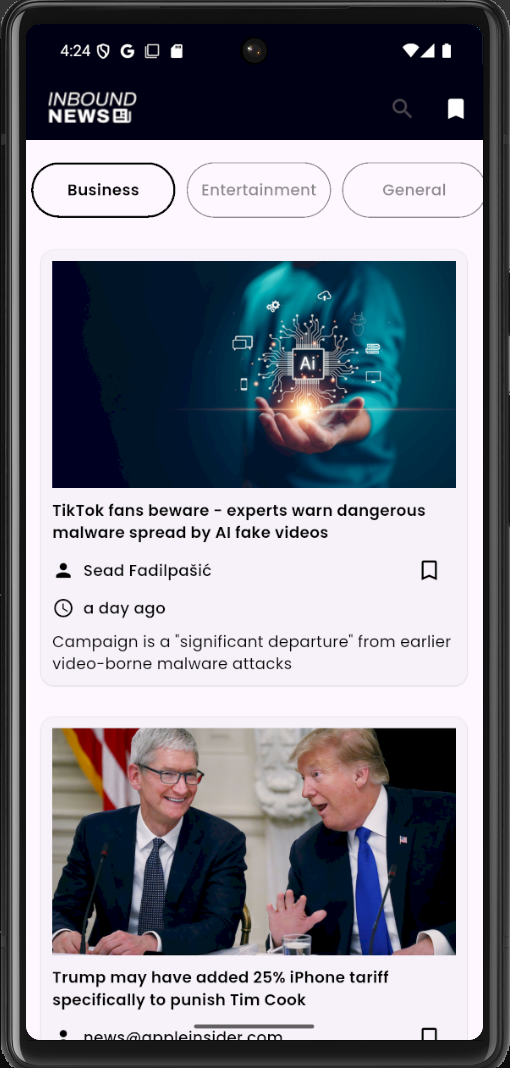 4:24
INBOUND
NEWS
Business
Entertainment
General
Ai
TikTok fans beware - experts warn dangerous
malware spread by AI fake videos
Sead Fadilpašić
a day ago
Campaign is a "significant departure" from earlier
video-borne malware attacks
Trump may have added 25% iPhone tariff
specifically to punish Tim Cook
news@appleinsider.com